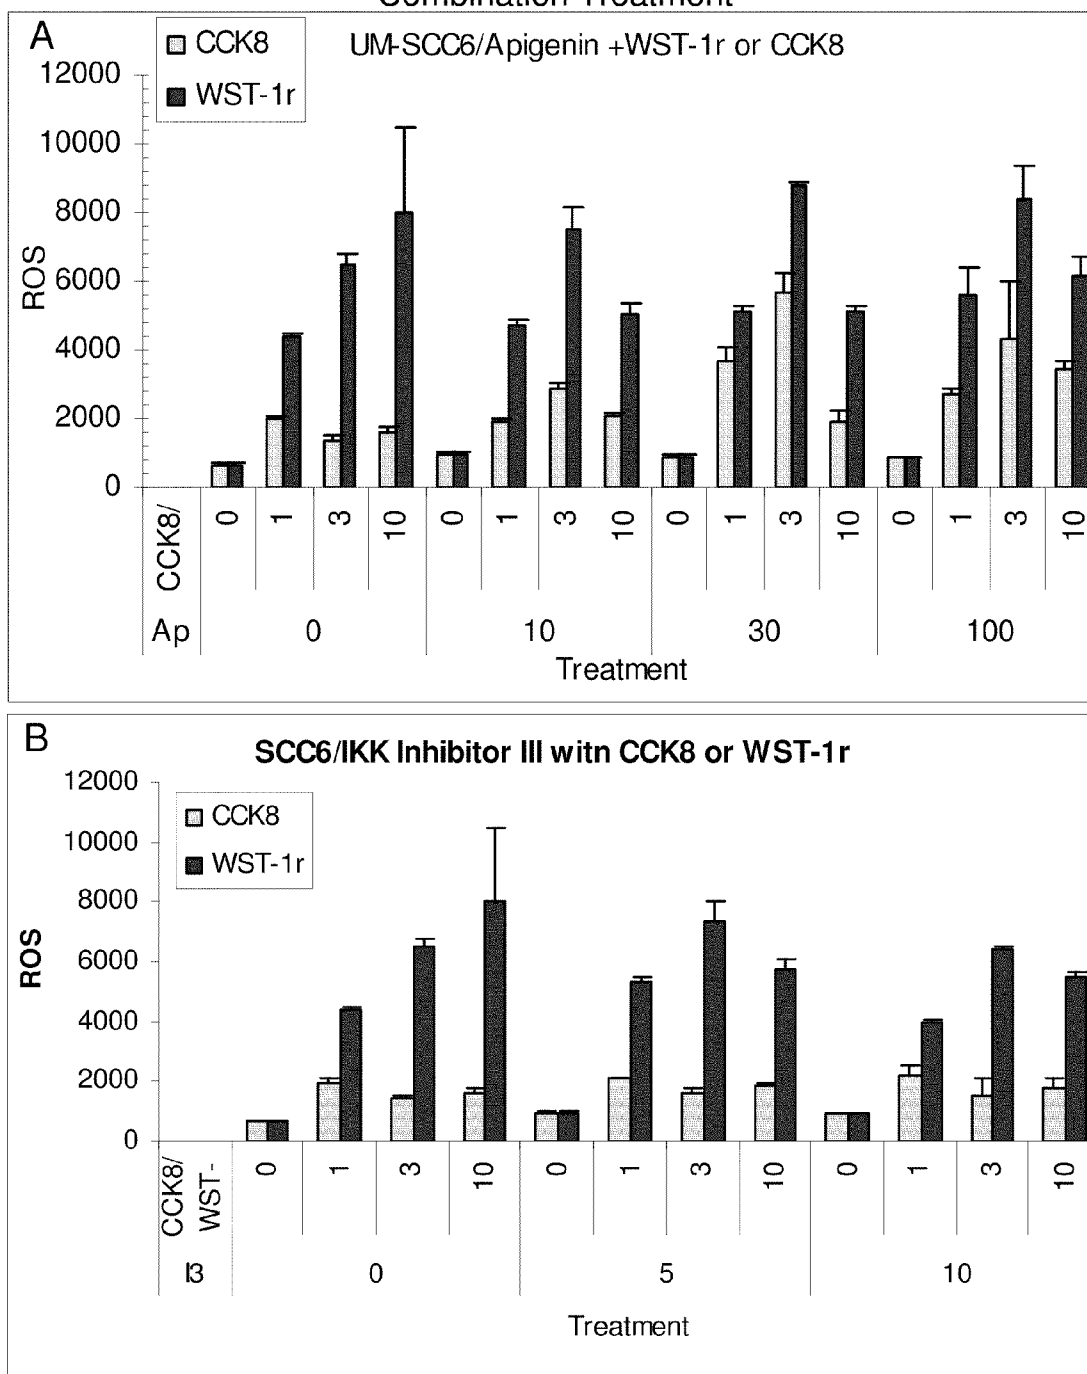 Combination Treatment
A
CCK8
WST-1r
UM-SCC6/Apigenin +WST-1r or CCK8
12000
10000
8000
6000
4000
2000
0
ROS
CCK8/ 0 1 3 10 0 1 3 10 0 1 3 10 0 1 3 10
Ap 0 10 30 100
Treatment
B
SCC6/IKK Inhibitor III witn CCK8 or WST-1r
CCK8
WST-1r
12000
10000
8000
6000
4000
2000
0
ROS
CCK8/
WST-
0 1 3 10 0 1 3 10 0 1 3 10
I3 0 5 10
Treatment